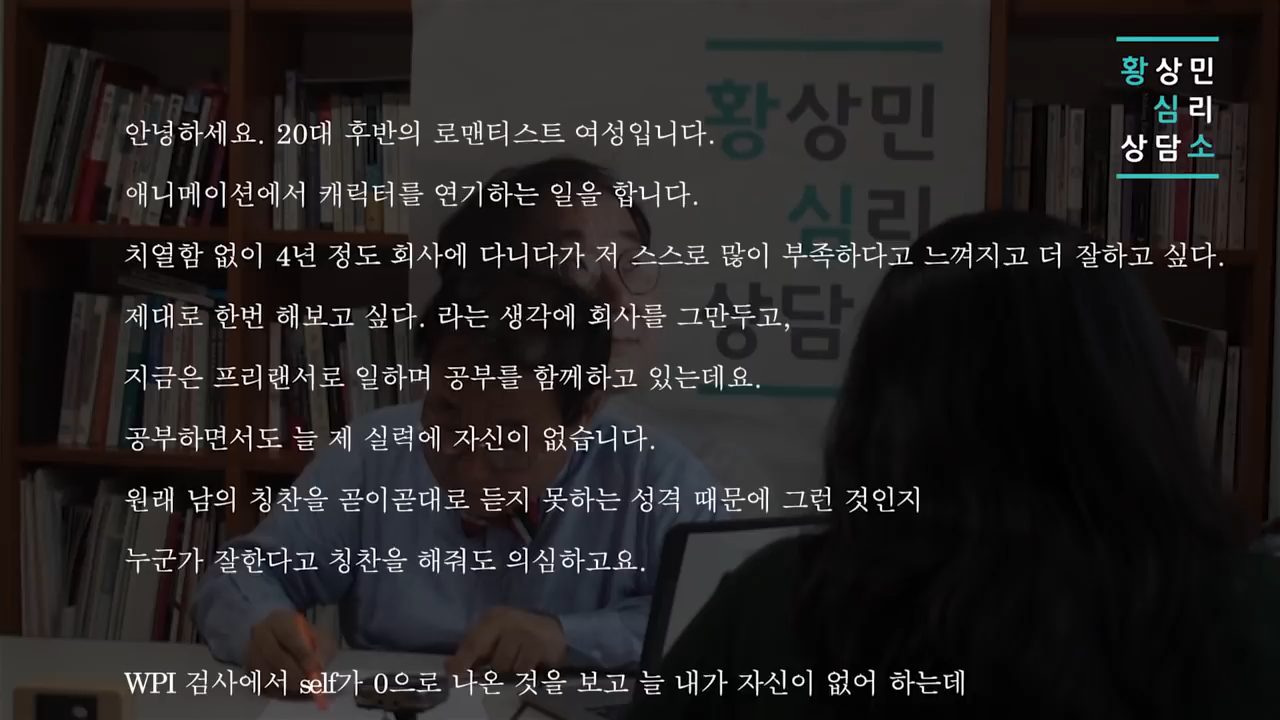 황상민
심리
상담소
황상민
심리
상담
안녕하세요. 20대 후반의 로맨티스트 여성입니다.
애니메이션에서 캐릭터를 연기하는 일을 합니다.
치열함 없이 4년 정도 회사에 다니다가 저 스스로 많이 부족하다고 느껴지고 더 잘하고 싶다.
제대로 한번 해보고 싶다. 라는 생각에 회사를 그만두고,
지금은 프리랜서로 일하며 공부를 함께하고 있는데요.
공부하면서도 늘 제 실력에 자신이 없습니다.
원래 남의 칭찬을 곧이곧대로 듣지 못하는 성격 때문에 그런 것인지
누군가 잘한다고 칭찬을 해줘도 의심하고요.
WPI 검사에서 self가 0으로 나온 것을 보고 늘 내가 자신이 없어 하는데